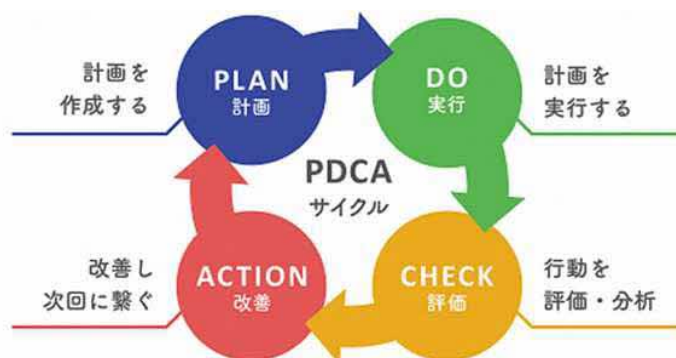 計画を
作成する
PLAN
計画
DO
実行
計画を
実行する
PDCA
サイクル
改善し
次回に繋ぐ
ACTION
改善
CHECK
評価
行動を
評価・分析